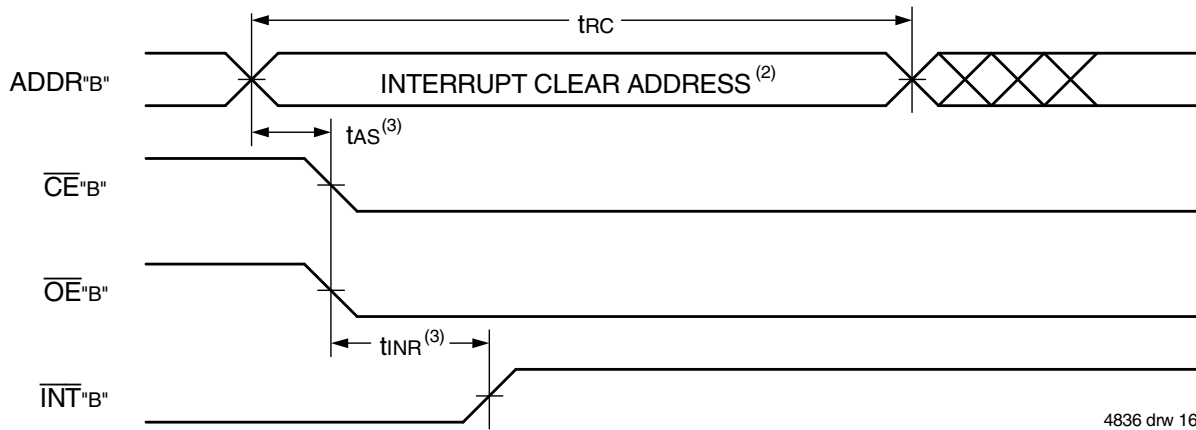 tRC
ADDR"B"
INTERRUPT CLEAR ADDRESS(2)
tAS(3)
CE"B"
OE"B"
tINR(3)
INT"B"
4836 drw 16